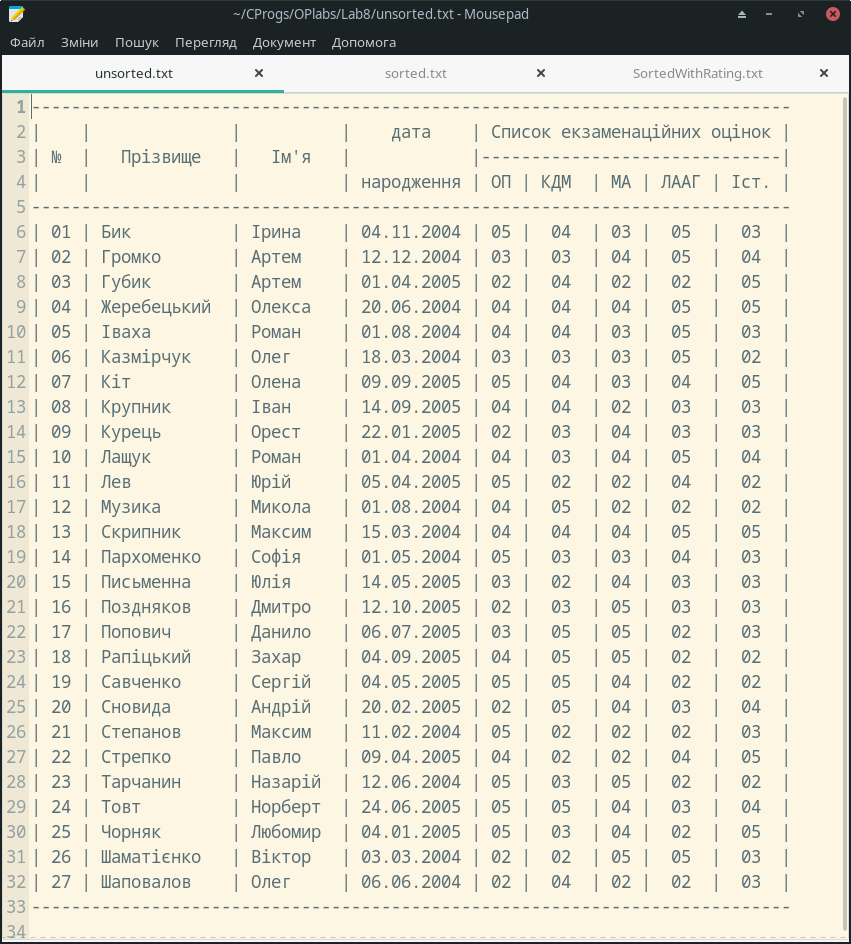 ~/CProgs/OPlabs/Lab8/unsorted.txt - Mousepad
Файл Зміни Пошук Перегляд Документ Допомога
unsorted.txt × sorted.txt × SortedWithRating.txt ×
1 ----------------------------------------------------------------------------
2 |    |              |          |    дата    | Список екзаменаційних оцінок |
3 | №  |   Прізвище   |   Ім'я   |            |------------------------------|
4 |    |              |          | народження | ОП | КДМ  | МА | ЛААГ | Іст. |
5 ----------------------------------------------------------------------------
6 | 01 | Бик          | Ірина    | 04.11.2004 | 05 |  04  | 03 |  05  |  03  |
7 | 02 | Громко       | Артем    | 12.12.2004 | 03 |  03  | 04 |  05  |  04  |
8 | 03 | Губик        | Артем    | 01.04.2005 | 02 |  04  | 02 |  02  |  05  |
9 | 04 | Жеребецький  | Олекса   | 20.06.2004 | 04 |  04  | 04 |  05  |  05  |
10 | 05 | Іваха        | Роман    | 01.08.2004 | 04 |  04  | 03 |  05  |  03  |
11 | 06 | Казмірчук    | Олег     | 18.03.2004 | 03 |  03  | 03 |  05  |  02  |
12 | 07 | Кіт          | Олена    | 09.09.2005 | 05 |  04  | 03 |  04  |  05  |
13 | 08 | Крупник      | Іван     | 14.09.2005 | 04 |  04  | 02 |  03  |  03  |
14 | 09 | Курець       | Орест    | 22.01.2005 | 02 |  03  | 04 |  03  |  03  |
15 | 10 | Лащук        | Роман    | 01.04.2004 | 04 |  03  | 04 |  05  |  04  |
16 | 11 | Лев          | Юрій     | 05.04.2005 | 05 |  02  | 02 |  04  |  02  |
17 | 12 | Музика       | Микола   | 01.08.2004 | 04 |  05  | 02 |  02  |  02  |
18 | 13 | Скрипник     | Максим   | 15.03.2004 | 04 |  04  | 04 |  05  |  05  |
19 | 14 | Пархоменко   | Софія    | 01.05.2004 | 05 |  03  | 03 |  04  |  03  |
20 | 15 | Письменна    | Юлія     | 14.05.2005 | 03 |  02  | 04 |  03  |  03  |
21 | 16 | Поздняков    | Дмитро   | 12.10.2005 | 02 |  03  | 05 |  03  |  03  |
22 | 17 | Попович      | Данило   | 06.07.2005 | 03 |  05  | 05 |  02  |  03  |
23 | 18 | Рапіцький    | Захар    | 04.09.2005 | 04 |  05  | 05 |  02  |  02  |
24 | 19 | Савченко     | Сергій   | 04.05.2005 | 05 |  05  | 04 |  02  |  02  |
25 | 20 | Сновида      | Андрій   | 20.02.2005 | 02 |  05  | 04 |  03  |  04  |
26 | 21 | Степанов     | Максим   | 11.02.2004 | 05 |  02  | 02 |  02  |  03  |
27 | 22 | Стрепко      | Павло    | 09.04.2005 | 04 |  02  | 02 |  04  |  05  |
28 | 23 | Тарчанин     | Назарій  | 12.06.2004 | 05 |  03  | 05 |  02  |  02  |
29 | 24 | Товт         | Норберт  | 24.06.2005 | 05 |  05  | 04 |  03  |  04  |
30 | 25 | Чорняк       | Любомир  | 04.01.2005 | 05 |  03  | 04 |  02  |  05  |
31 | 26 | Шаматієнко   | Віктор   | 03.03.2004 | 02 |  02  | 05 |  05  |  03  |
32 | 27 | Шаповалов    | Олег     | 06.06.2004 | 02 |  04  | 02 |  02  |  03  |
33 ----------------------------------------------------------------------------
34